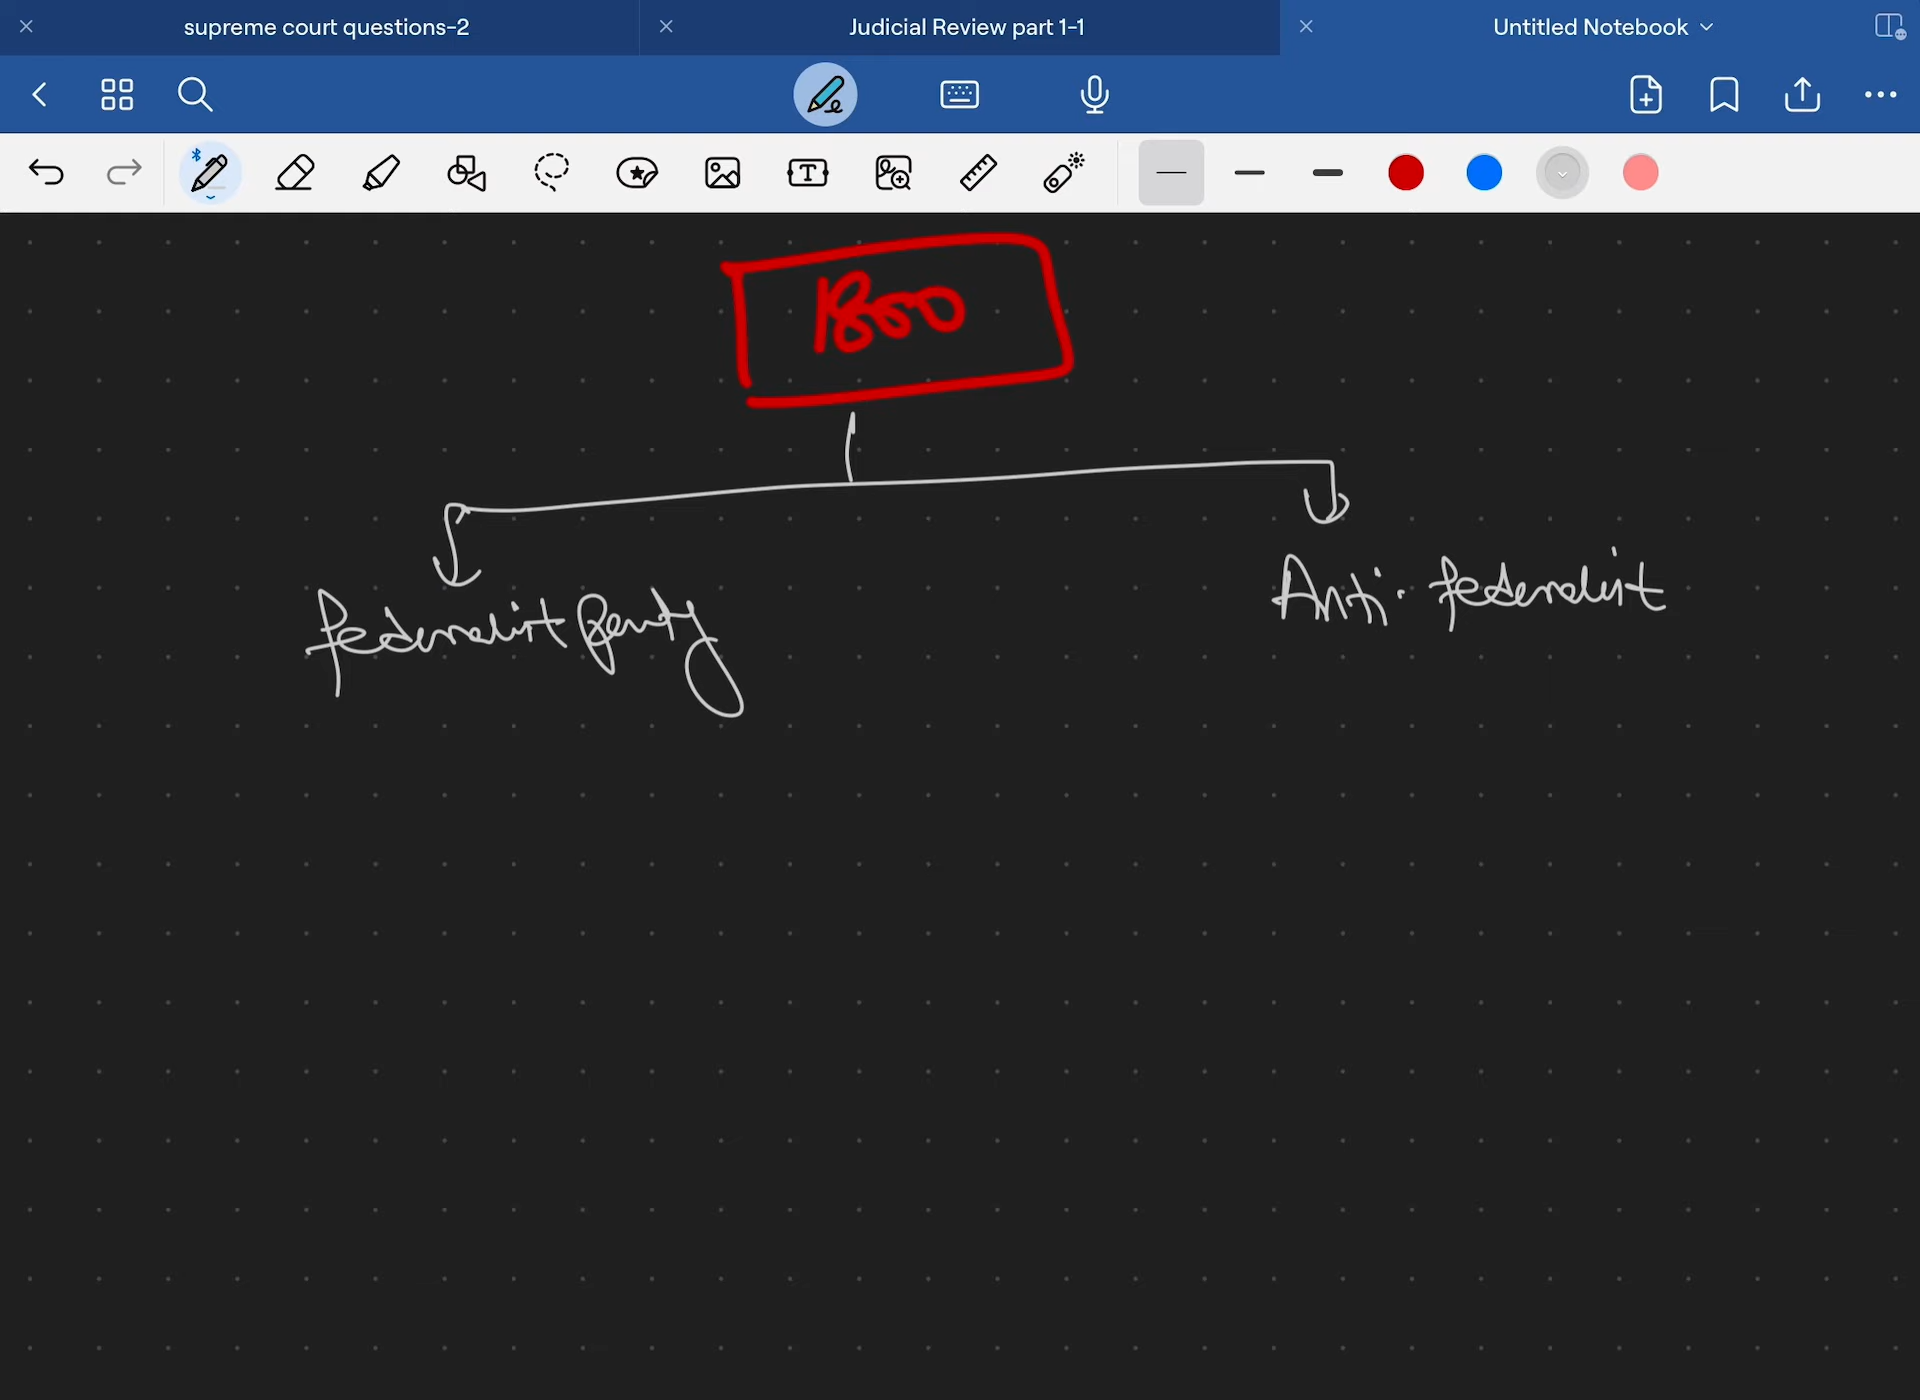 supreme court questions-2
Judicial Review part 1-1
Untitled Notebook
1800
federalist party
Anti-federalist